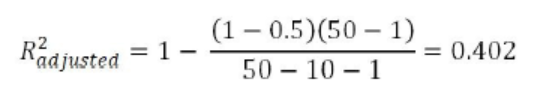 R²adjusted = 1 − (1 − 0.5)(50 − 1) / 50 − 10 − 1 = 0.402